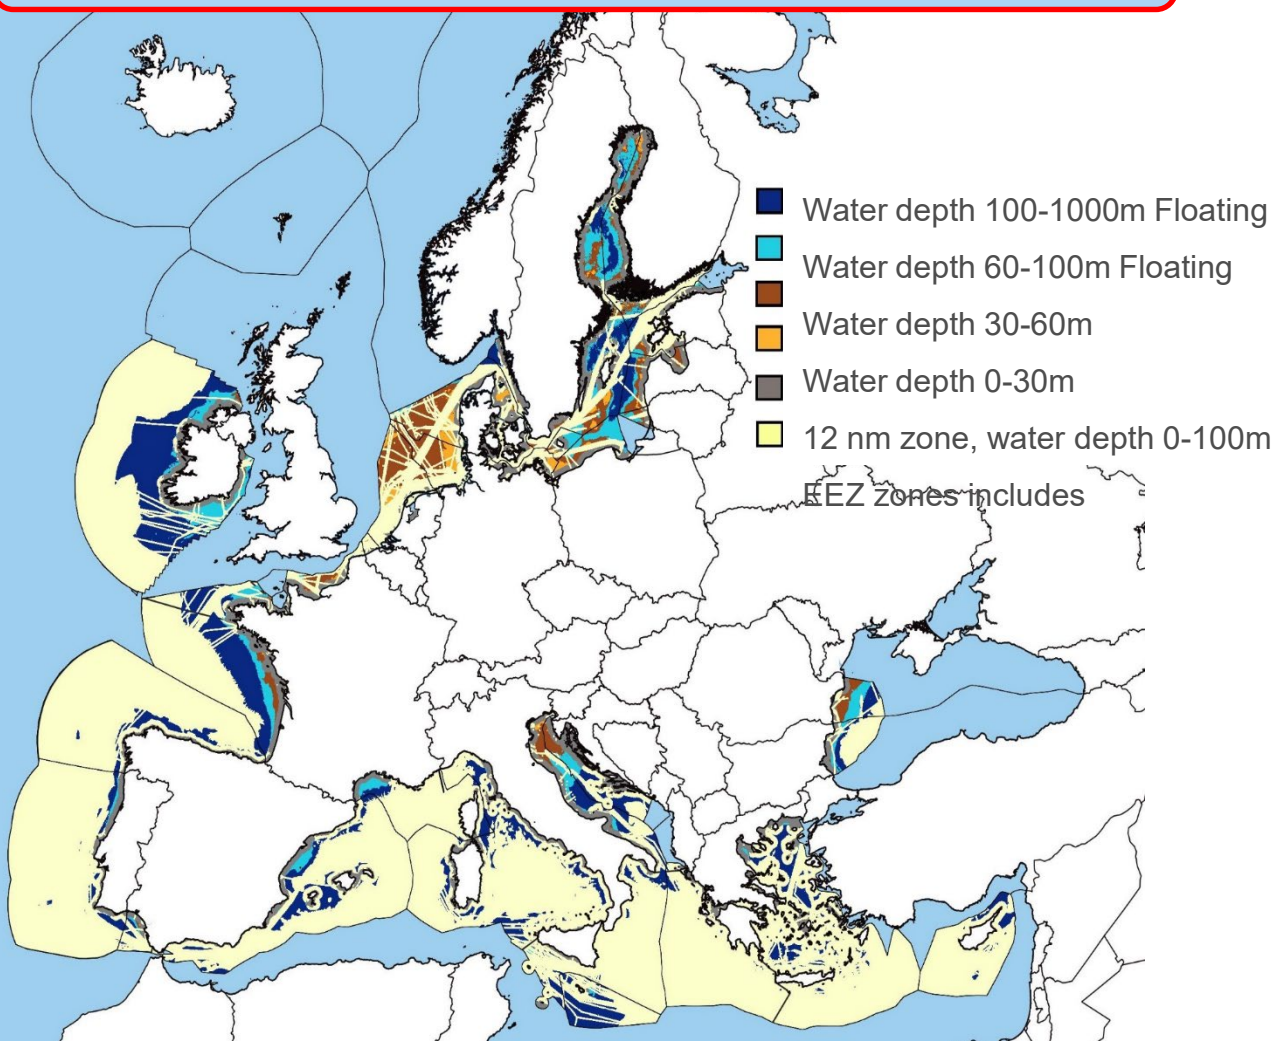 Water depth 100-1000m Floating
Water depth 60-100m Floating
Water depth 30-60m
Water depth 0-30m
12 nm zone, water depth 0-100m
EEZ zones includes